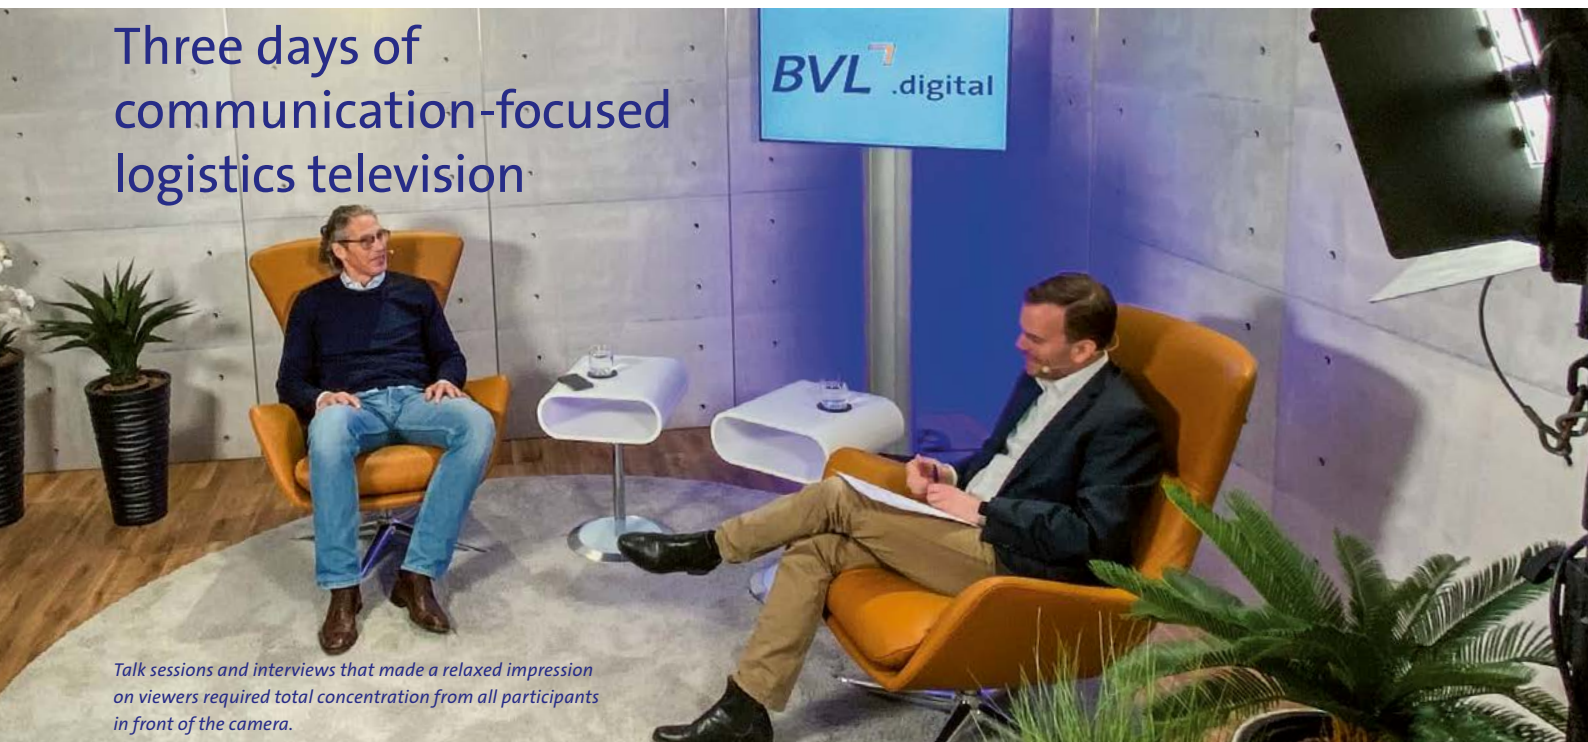 Three days of
communication-focused
logistics television
BVL .digital
Talk sessions and interviews that made a relaxed impression
on viewers required total concentration from all participants
in front of the camera.